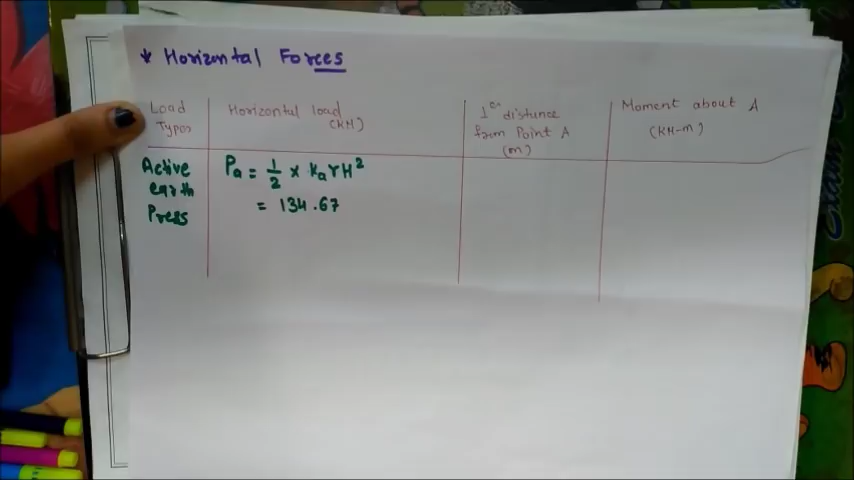 * Horizontal Forces
Load Types
Horizontal load (KN)
1er distance from Point A (m)
Moment about A (KN-m)
Active earth Press
Pa = 1/2 × KaγH²
= 134.67